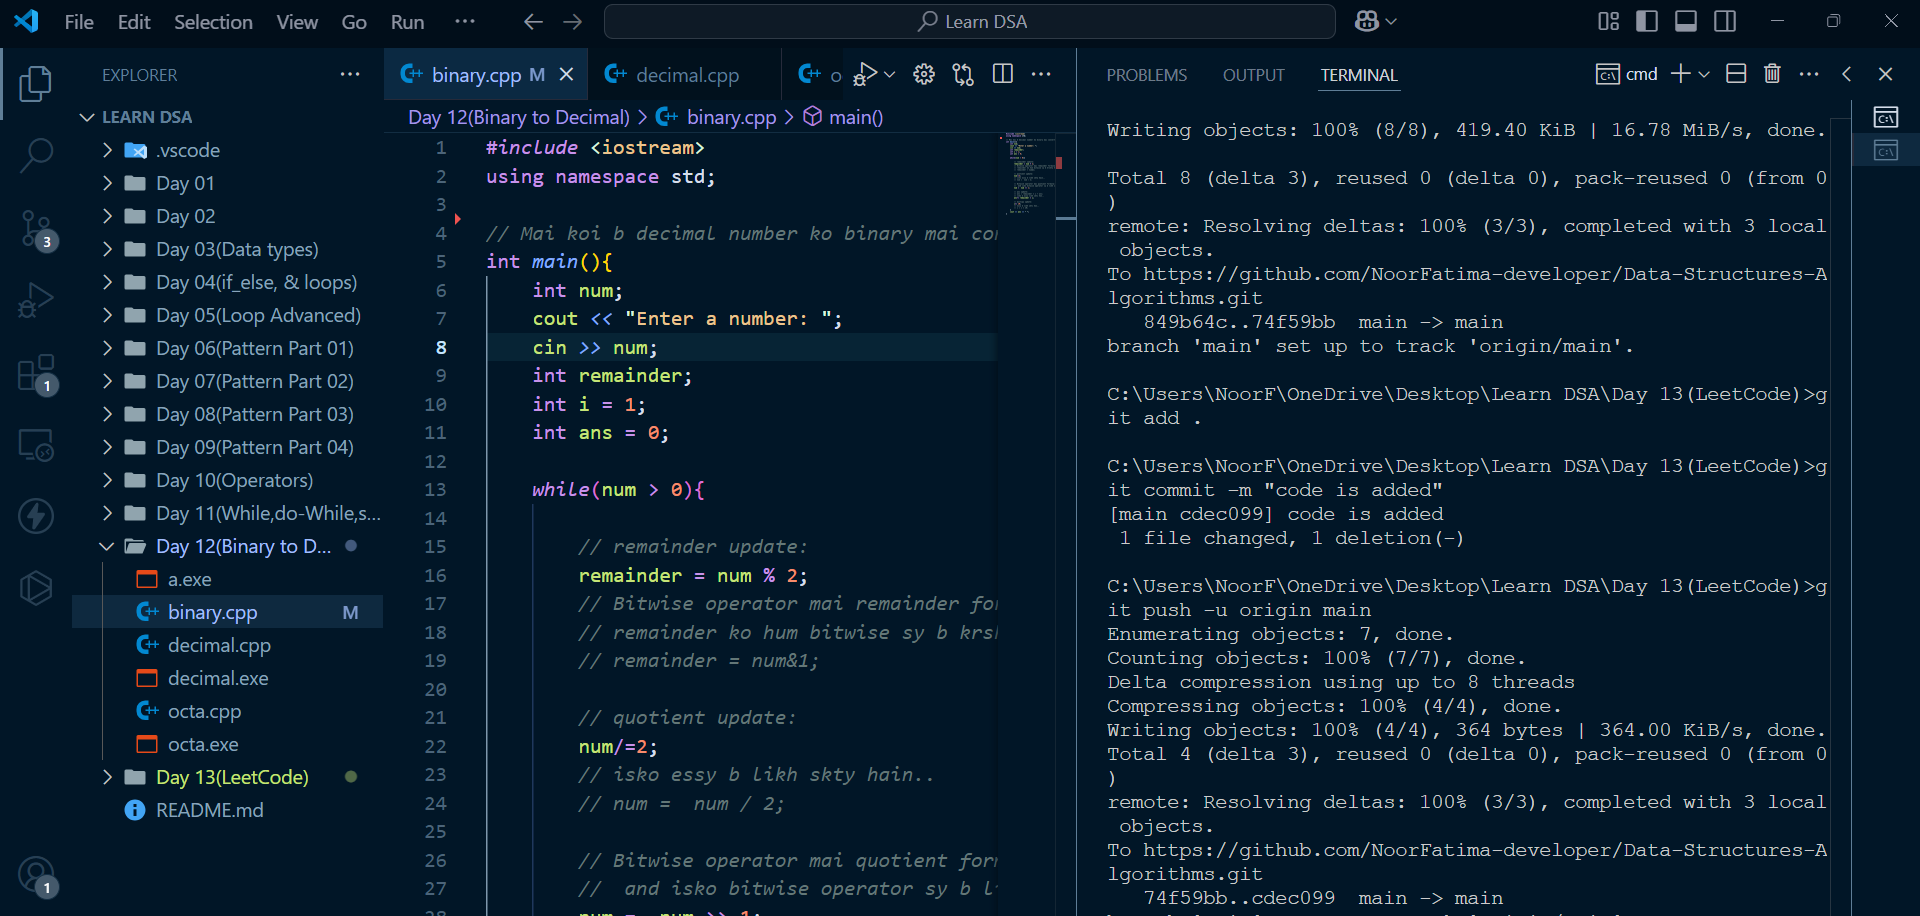 File Edit Selection View Go Run ··· Learn DSA
EXPLORER ···
LEARN DSA
.vscode
Day 01
Day 02
Day 03(Data types)
Day 04(if_else, & loops)
Day 05(Loop Advanced)
Day 06(Pattern Part 01)
Day 07(Pattern Part 02)
Day 08(Pattern Part 03)
Day 09(Pattern Part 04)
Day 10(Operators)
Day 11(While,do-While,s...
Day 12(Binary to D...
a.exe
binary.cpp M
decimal.cpp
decimal.exe
octa.cpp
octa.exe
Day 13(LeetCode)
README.md
3
1
1
binary.cpp M decimal.cpp o
Day 12(Binary to Decimal) > binary.cpp > main()
1 #include <iostream>
2 using namespace std;
3
4 // Mai koi b decimal number ko binary mai
5 int main(){
6 int num;
7 cout << "Enter a number: ";
8 cin >> num;
9 int remainder;
10 int i = 1;
11 int ans = 0;
12
13 while(num > 0){
14
15 // remainder update:
16 remainder = num % 2;
17 // Bitwise operator mai remainder
18 // remainder ko hum bitwise sy b
19 // remainder = num&1;
20
21 // quotient update:
22 num/=2;
23 // isko essy b likh skty hain..
24 // num =  num / 2;
25
26 // Bitwise operator mai quotient
27 //  and isko bitwise operator sy b
28 num = num >> 1;
PROBLEMS OUTPUT TERMINAL cmd
Writing objects: 100% (8/8), 419.40 KiB | 16.78 MiB/s, done.
Total 8 (delta 3), reused 0 (delta 0), pack-reused 0 (from 0
)
remote: Resolving deltas: 100% (3/3), completed with 3 local
objects.
To https://github.com/NoorFatima-developer/Data-Structures-A
lgorithms.git
849b64c..74f59bb  main -> main
branch 'main' set up to track 'origin/main'.
C:\Users\NoorF\OneDrive\Desktop\Learn DSA\Day 13(LeetCode)>g
it add .
C:\Users\NoorF\OneDrive\Desktop\Learn DSA\Day 13(LeetCode)>g
it commit -m "code is added"
[main cdec099] code is added
1 file changed, 1 deletion(-)
C:\Users\NoorF\OneDrive\Desktop\Learn DSA\Day 13(LeetCode)>g
it push -u origin main
Enumerating objects: 7, done.
Counting objects: 100% (7/7), done.
Delta compression using up to 8 threads
Compressing objects: 100% (4/4), done.
Writing objects: 100% (4/4), 364 bytes | 364.00 KiB/s, done.
Total 4 (delta 3), reused 0 (delta 0), pack-reused 0 (from 0
)
remote: Resolving deltas: 100% (3/3), completed with 3 local
objects.
To https://github.com/NoorFatima-developer/Data-Structures-A
lgorithms.git
74f59bb..cdec099  main -> main